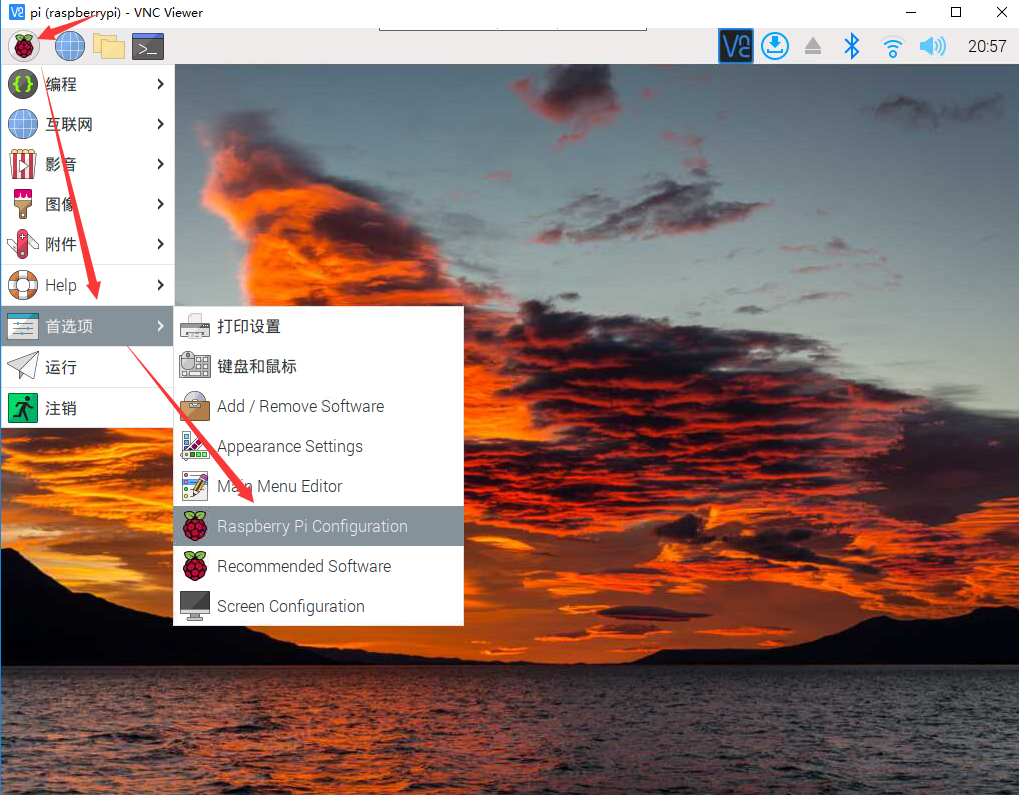 pi (raspberrypi) - VNC Viewer
20:57
编程
互联网
影音
图像
附件
Help
首选项
运行
注销
打印设置
键盘和鼠标
Add / Remove Software
Appearance Settings
Main Menu Editor
Raspberry Pi Configuration
Recommended Software
Screen Configuration